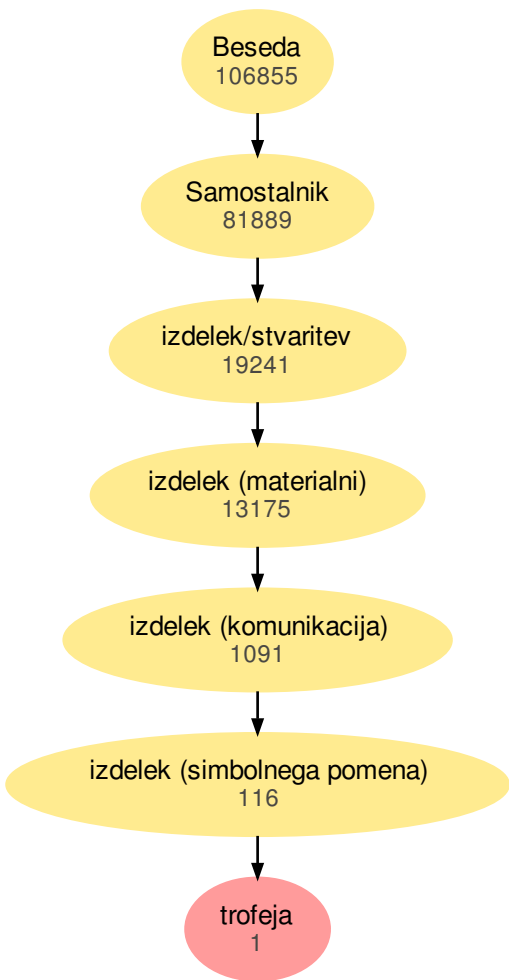 Beseda
106855
Samostalnik
81889
izdelek/stvaritev
19241
izdelek (materialni)
13175
izdelek (komunikacija)
1091
izdelek (simbolnega pomena)
116
trofeja
1